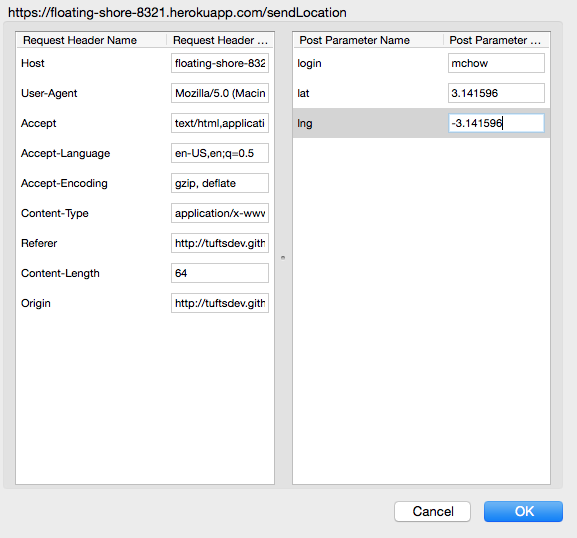 https://floating-shore-8321.herokuapp.com/sendLocation
Request Header Name Request Header ... Post Parameter Name Post Parameter ...
Host floating-shore-832 login mchow
User-Agent Mozilla/5.0 (Macin lat 3.141596
Accept text/html,applicati lng -3.141596
Accept-Language en-US,en;q=0.5
Accept-Encoding gzip, deflate
Content-Type application/x-www
Referer http://tuftsdev.gith
Content-Length 64
Origin http://tuftsdev.gith
Cancel OK